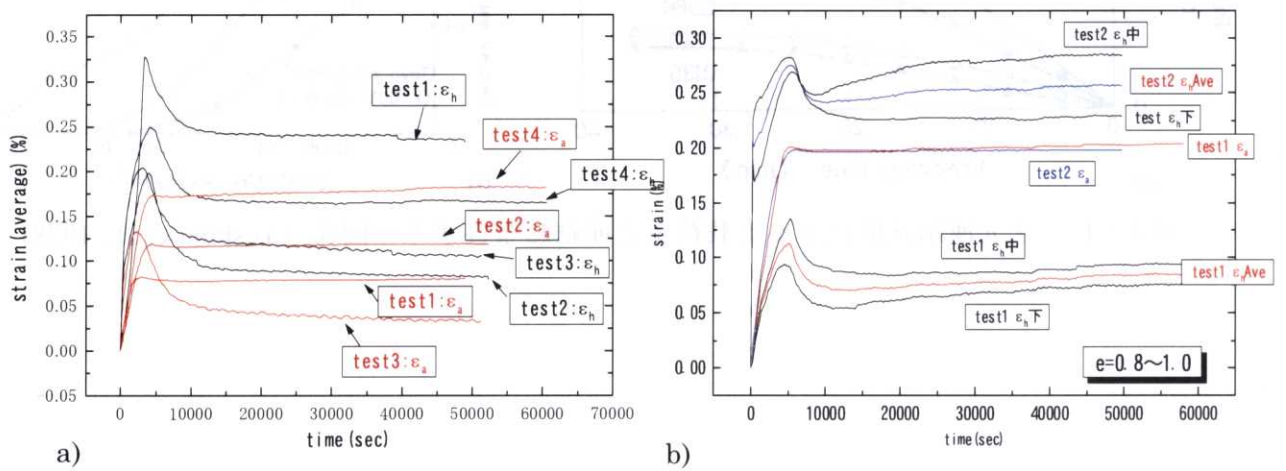 0.35
0.30
0.25
0.20
0.15
0.10
0.05
0.00
0.05
strain(average) (%)
test1:εh
test4:εa
test4:εh
test2:εa
test3:εh
test1:εa
test2:εh
test3:εa
0 10000 20000 30000 40000 50000 60000 70000
time(sec)
a)
0.30
0.25
0.20
0.15
0.10
0.05
0.00
test2 εh中
test2 εhAve
test εh下
test1 εa
test2 εa
test1 εh中
test1 εhAve
test1 εh下
e=0.8～1.0
0 10000 20000 30000 40000 50000 60000
time(sec)
b)